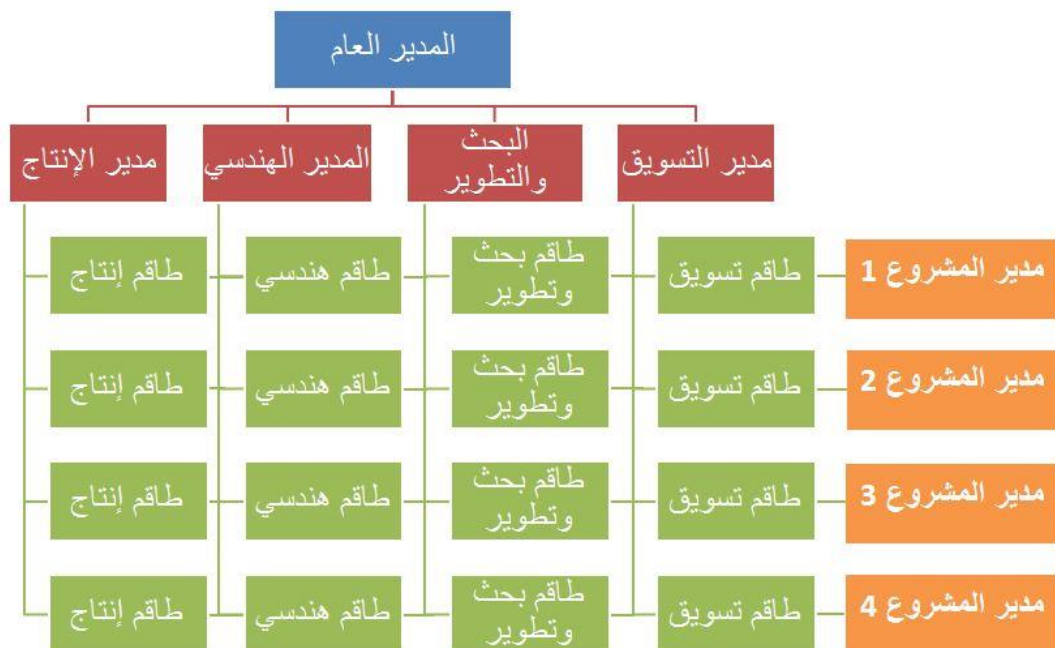 المدير العام
مدير التسويق
البحث
والتطوير
المدير الهندسي
مدير الإنتاج
مدير المشروع 1
طاقم تسويق
طاقم بحث
وتطوير
طاقم هندسي
طاقم إنتاج
مدير المشروع 2
طاقم تسويق
طاقم بحث
وتطوير
طاقم هندسي
طاقم إنتاج
مدير المشروع 3
طاقم تسويق
طاقم بحث
وتطوير
طاقم هندسي
طاقم إنتاج
مدير المشروع 4
طاقم تسويق
طاقم بحث
وتطوير
طاقم هندسي
طاقم إنتاج